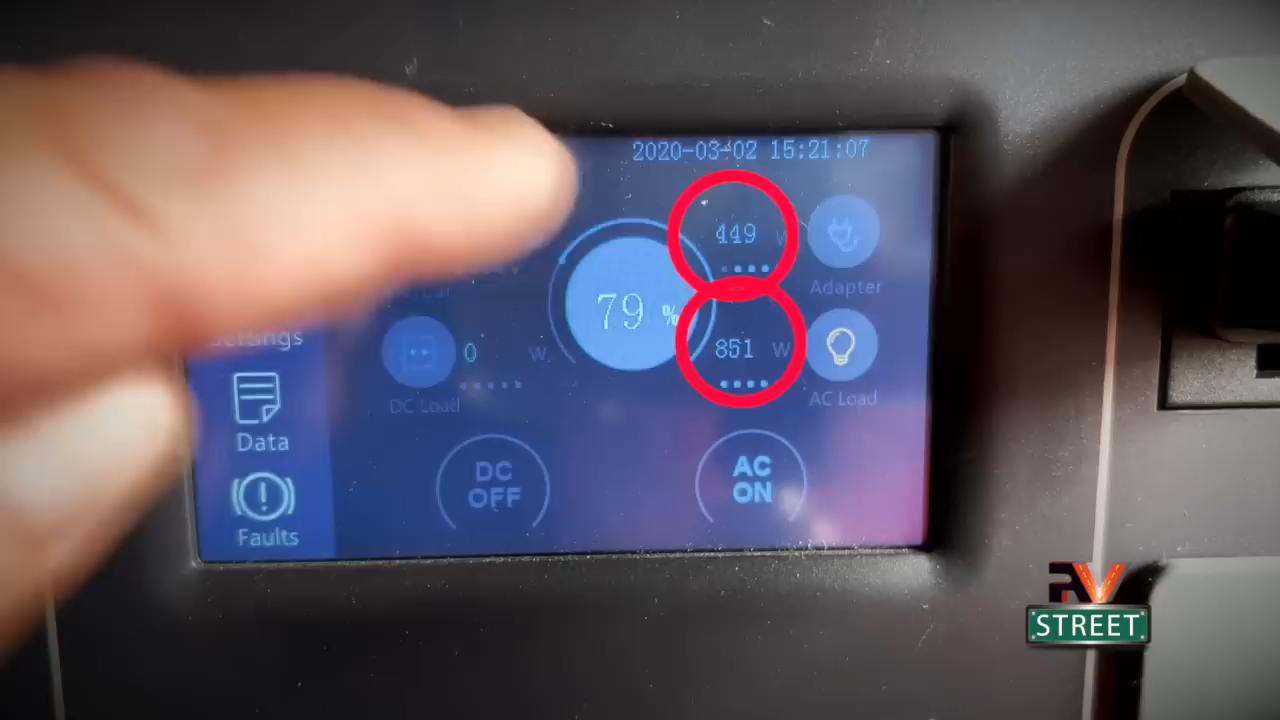 2020-03-02 15:21:07
449 W
Adapter
79 %
0 W
851 W
DC Load
AC Load
Settings
Data
Faults
DC
OFF
AC
ON
RV
STREET